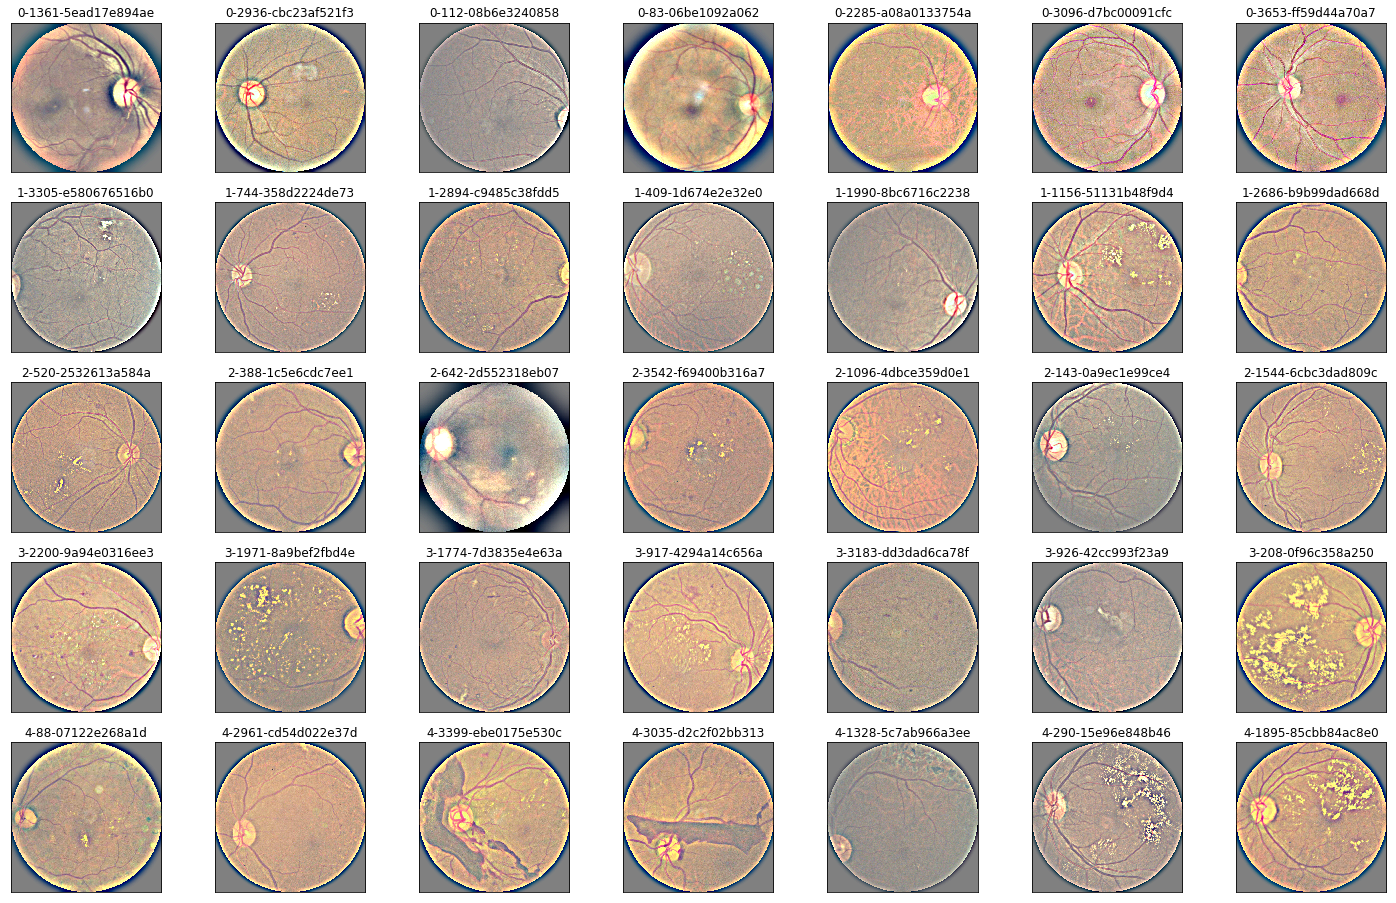 0-1361-5ead17e894ae 0-2936-cbc23af521f3 0-112-08b6e3240858 0-83-06be1092a062 0-2285-a08a0133754a 0-3096-d7bc00091cfc 0-3653-ff59d44a70a7
1-3305-e580676516b0 1-744-358d2224de73 1-2894-c9485c38fdd5 1-409-1d674e2e32e0 1-1990-8bc6716c2238 1-1156-51131b48f9d4 1-2686-b9b99dad668d
2-520-2532613a584a 2-388-1c5e6cdc7ee1 2-642-2d552318eb07 2-3542-f69400b316a7 2-1096-4dbce359d0e1 2-143-0a9ec1e99ce4 2-1544-6cbc3dad809c
3-2200-9a94e0316ee3 3-1971-8a9bef2fbd4e 3-1774-7d3835e4e63a 3-917-4294a14c656a 3-3183-dd3dad6ca78f 3-926-42cc993f23a9 3-208-0f96c358a250
4-88-07122e268a1d 4-2961-cd54d022e37d 4-3399-ebe0175e530c 4-3035-d2c2f02bb313 4-1328-5c7ab966a3ee 4-290-15e96e848b46 4-1895-85cbb84ac8e0